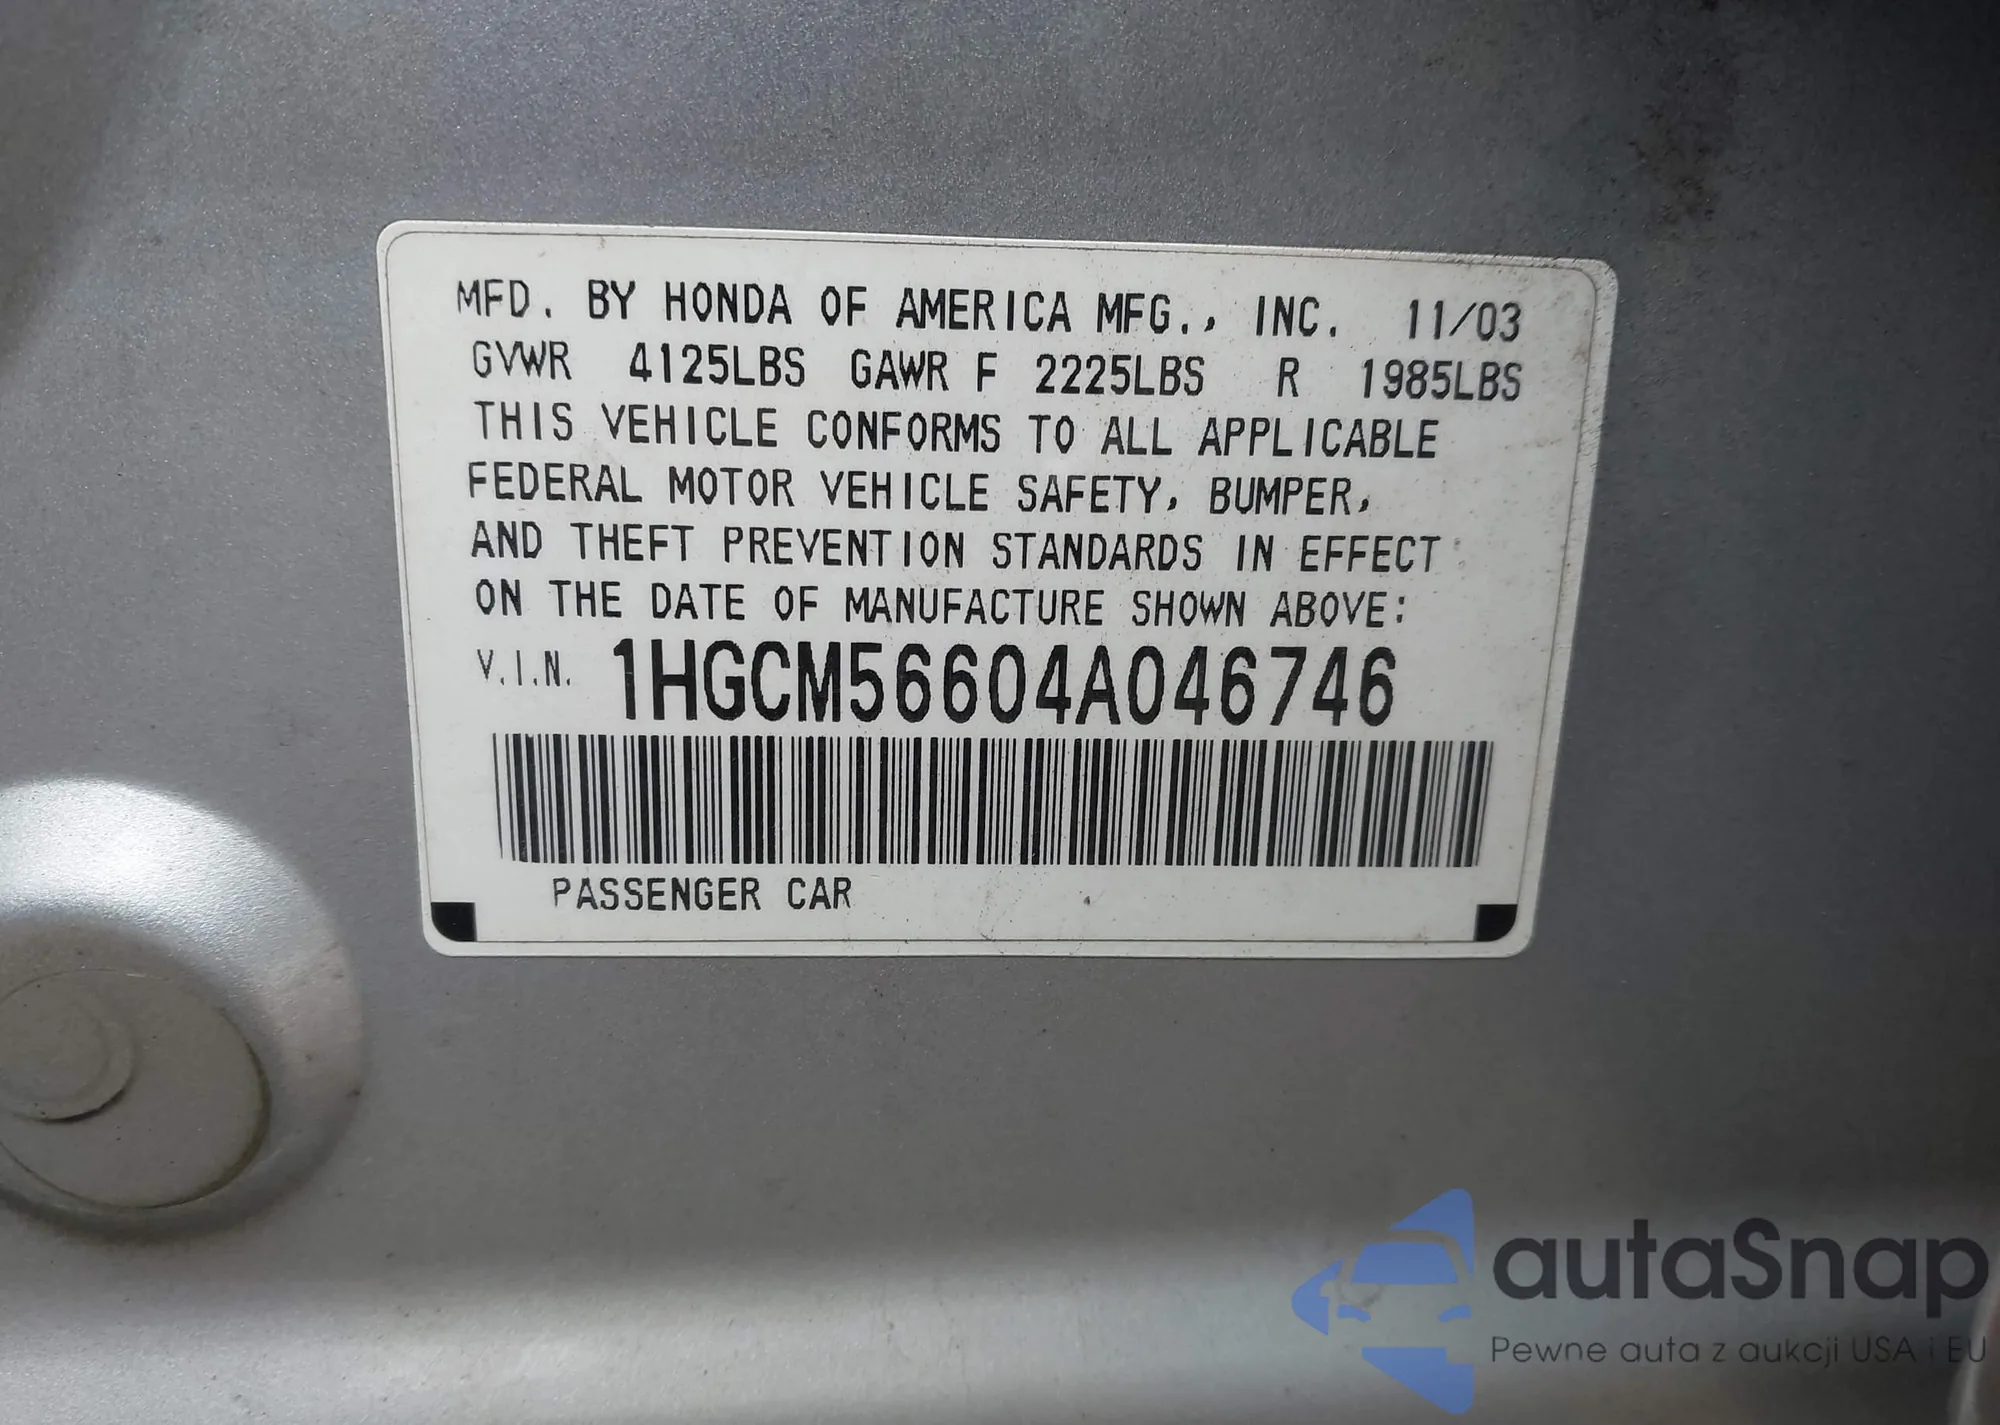 MFD. BY HONDA OF AMERICA MFG., INC. 11/03
GVWR 4125LBS GAWR F 2225LBS R 1985LBS
THIS VEHICLE CONFORMS TO ALL APPLICABLE
FEDERAL MOTOR VEHICLE SAFETY, BUMPER,
AND THEFT PREVENTION STANDARDS IN EFFECT
ON THE DATE OF MANUFACTURE SHOWN ABOVE:
V.I.N. 1HGCM56604A046746
PASSENGER CAR
autaSnap
Pewne auta z aukcji USA i EU